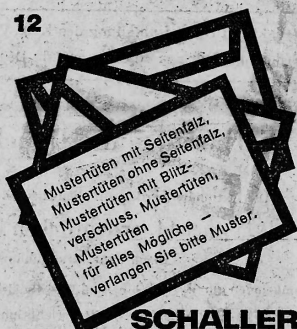 12
Mustertüten mit Seitenfalz,
Mustertüten ohne Seitenfalz,
Mustertüten mit Blitz-
verschluss, Mustertüten,
Mustertüten
für alles Mögliche —
verlangen Sie bitte Muster.
SCHALLER